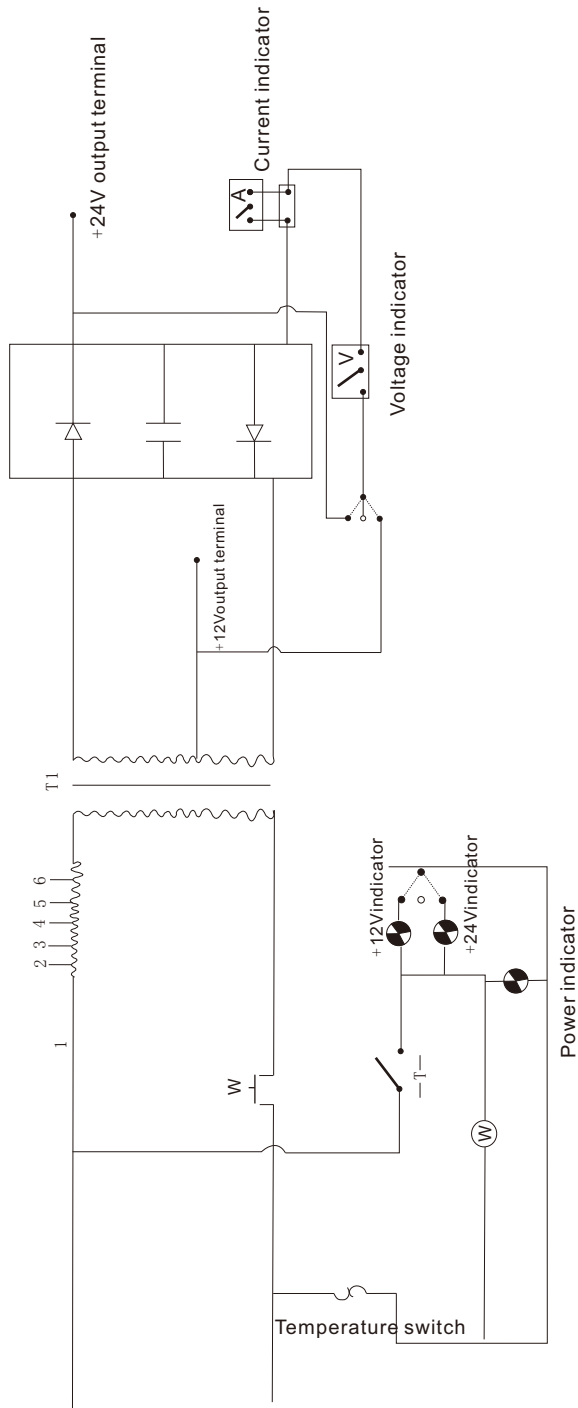 T1
1
2
3
4
5
6
W
+12Voutput terminal
+24V output terminal
A
Current indicator
V
Voltage indicator
+12Vindicator
+24Vindicator
—T—
W
Temperature switch
Power indicator